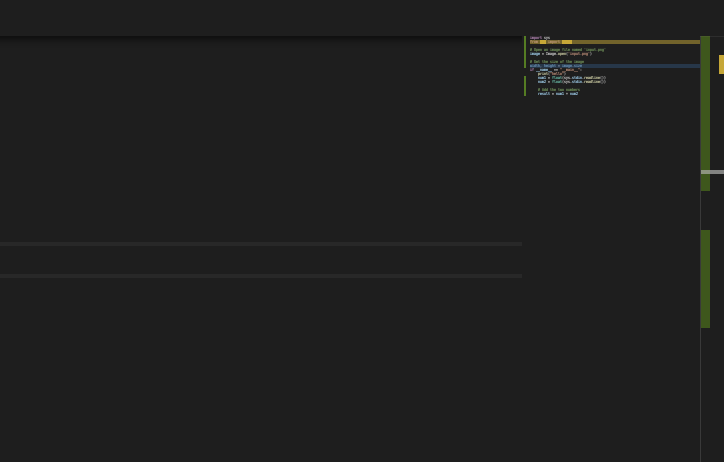 import sys
from import
# Open an image file named 'input.png'
image = Image.open('input.png')
# Get the size of the image
width, height = image.size
if __name__ == "__main__":
print("hello")
num1 = float(sys.stdin.readline())
num2 = float(sys.stdin.readline())
# Add the two numbers
result = num1 + num2